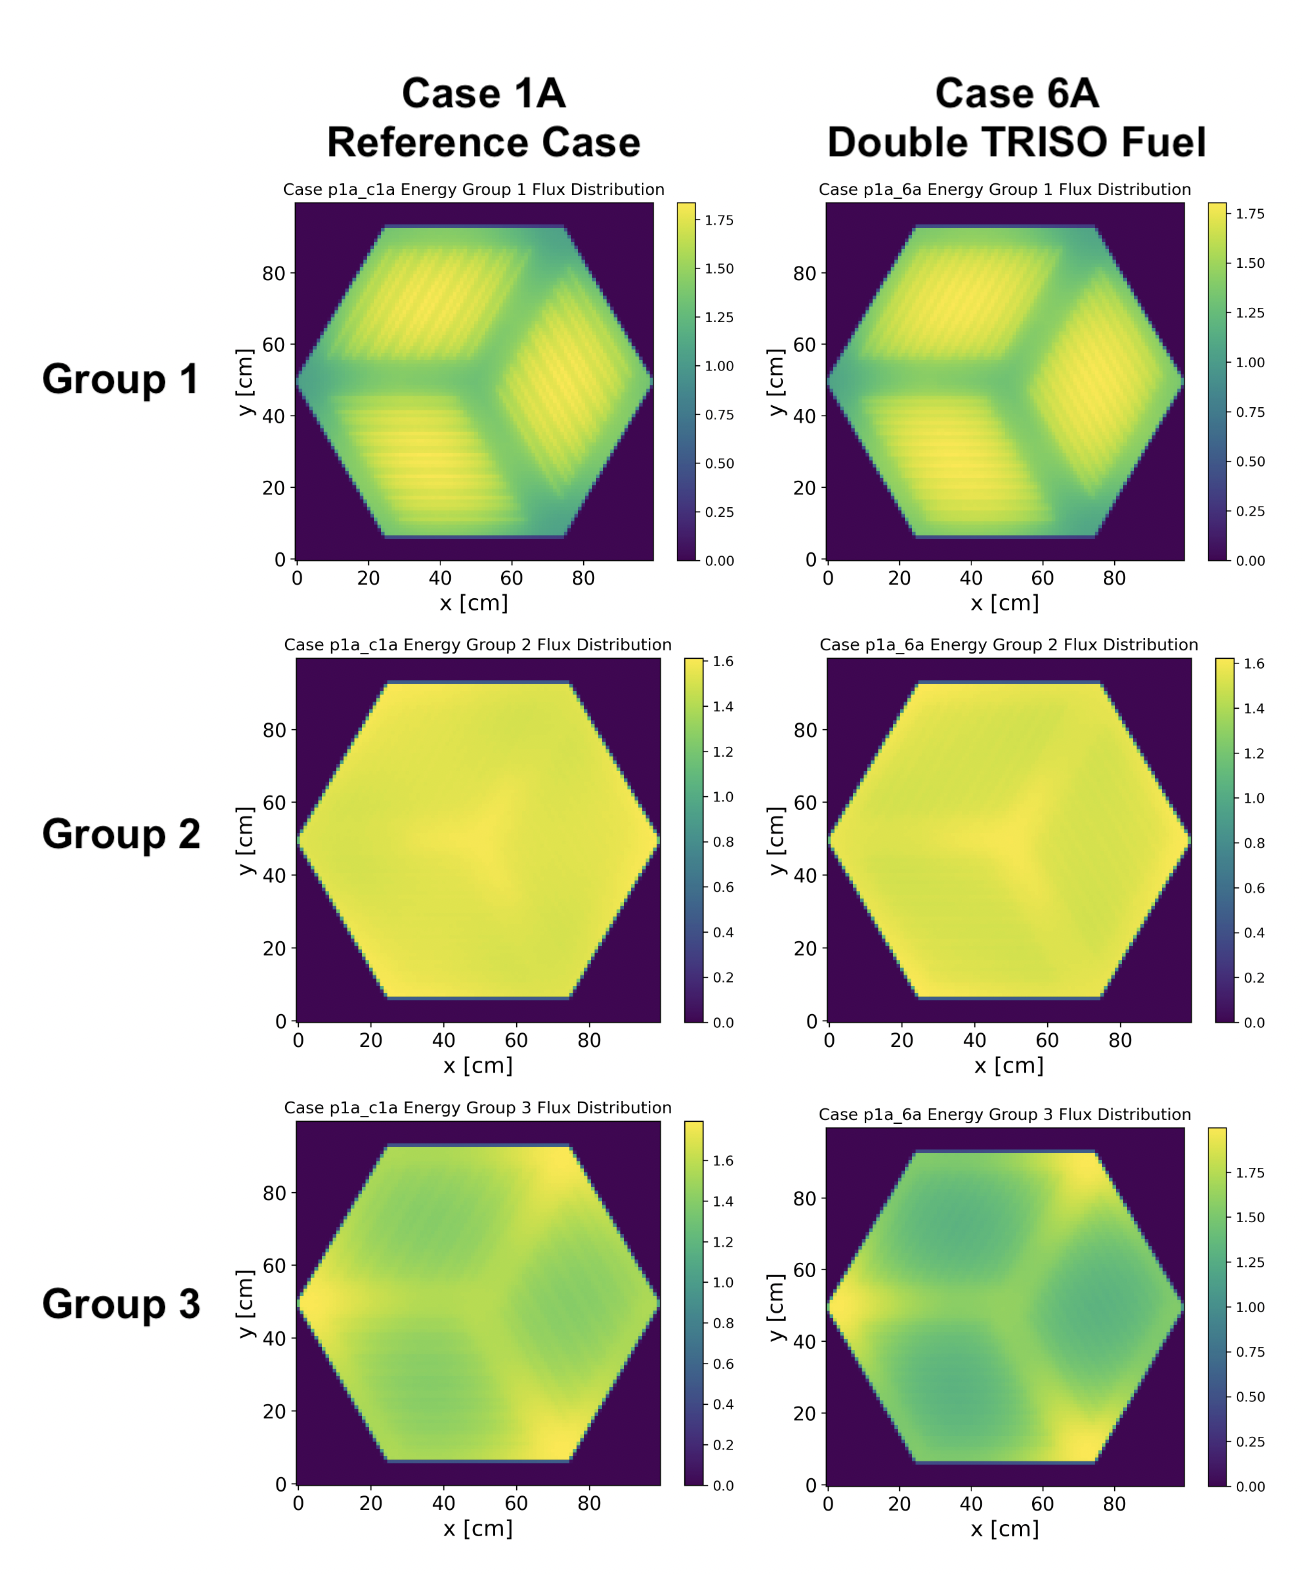 Case 1A
Reference Case
Case 6A
Double TRISO Fuel
Group 1
Case p1a_c1a Energy Group 1 Flux Distribution
y [cm]
80
60
40
20
0
0 20 40 60 80
x [cm]
1.75
1.50
1.25
1.00
0.75
0.50
0.25
0.00
Case p1a_6a Energy Group 1 Flux Distribution
y [cm]
80
60
40
20
0
0 20 40 60 80
x [cm]
1.75
1.50
1.25
1.00
0.75
0.50
0.25
0.00
Group 2
Case p1a_c1a Energy Group 2 Flux Distribution
y [cm]
80
60
40
20
0
0 20 40 60 80
x [cm]
1.6
1.4
1.2
1.0
0.8
0.6
0.4
0.2
0.0
Case p1a_6a Energy Group 2 Flux Distribution
y [cm]
80
60
40
20
0
0 20 40 60 80
x [cm]
1.6
1.4
1.2
1.0
0.8
0.6
0.4
0.2
0.0
Group 3
Case p1a_c1a Energy Group 3 Flux Distribution
y [cm]
80
60
40
20
0
0 20 40 60 80
x [cm]
1.6
1.4
1.2
1.0
0.8
0.6
0.4
0.2
0.0
Case p1a_6a Energy Group 3 Flux Distribution
y [cm]
80
60
40
20
0
0 20 40 60 80
x [cm]
1.75
1.50
1.25
1.00
0.75
0.50
0.25
0.00